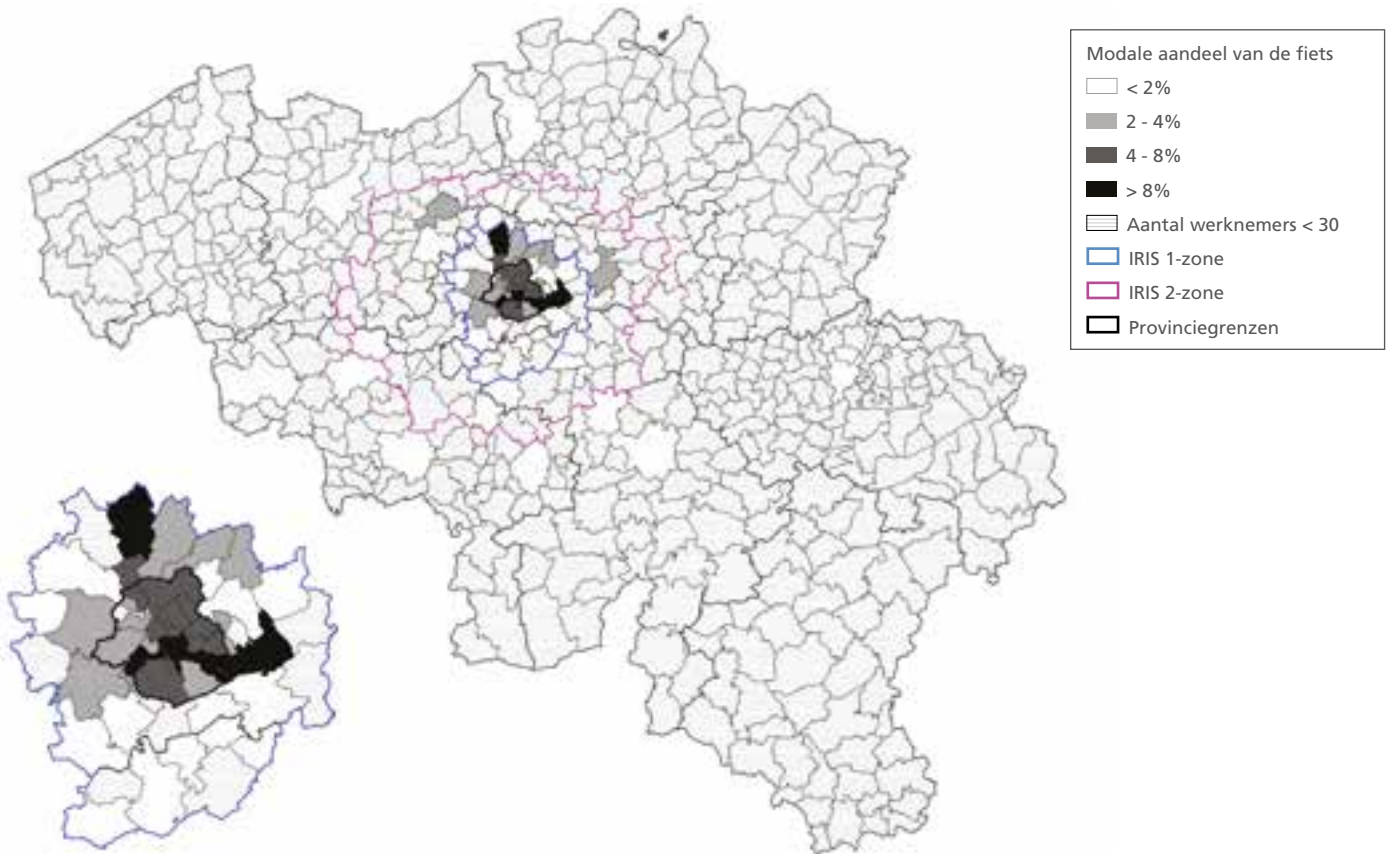 Modale aandeel van de fiets
< 2%
2 - 4%
4 - 8%
> 8%
Aantal werknemers < 30
IRIS 1-zone
IRIS 2-zone
Provinciegrenzen